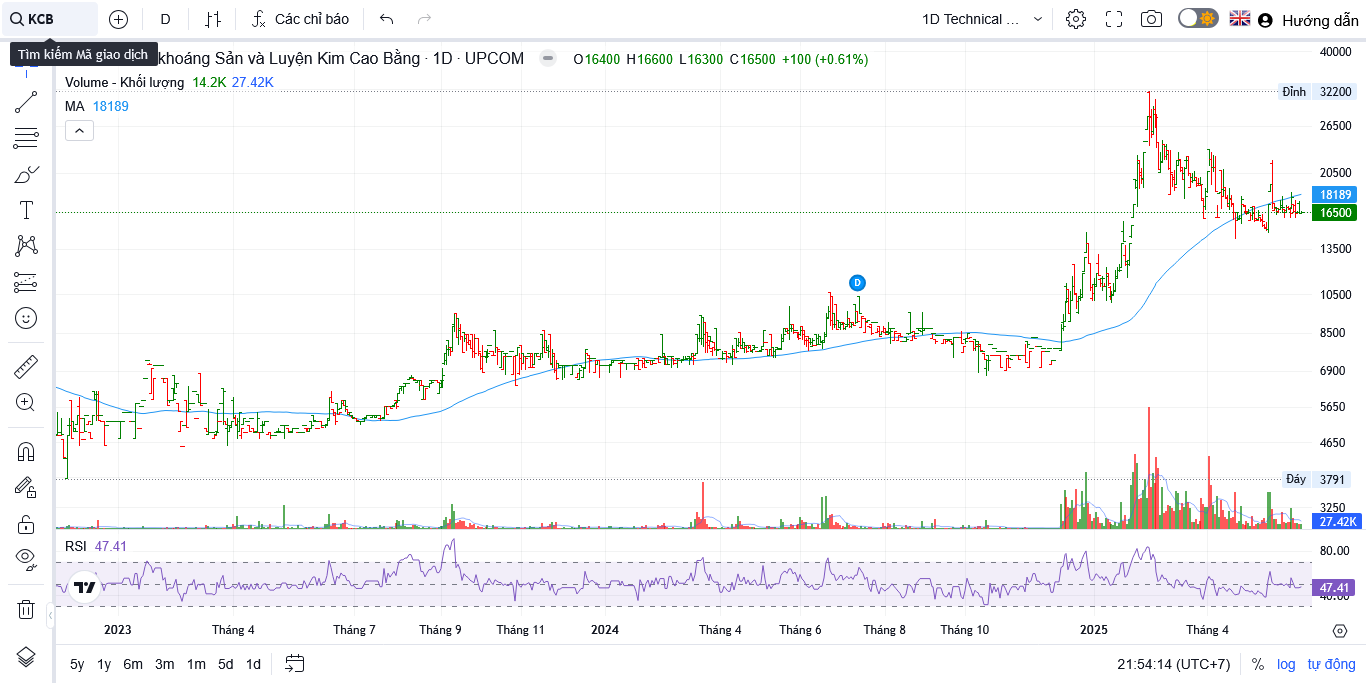 KCB D Các chỉ báo 1D Technical ... Hướng dẫn
Tìm kiếm Mã giao dịch
khoáng Sản và Luyện Kim Cao Bằng · 1D · UPCOM O16400 H16600 L16300 C16500 +100 (+0.61%)
Volume - Khối lượng 14.2K 27.42K
MA 18189
D
40000
Đỉnh 32200
26500
20500
18189
16500
13500
10500
8500
6900
5650
4650
Đáy 3791
3250
27.42K
RSI 47.41
80.00
47.41
40.00
2023 Tháng 4 Tháng 7 Tháng 9 Tháng 11 2024 Tháng 4 Tháng 6 Tháng 8 Tháng 10 2025 Tháng 4
5y 1y 6m 3m 1m 5d 1d 21:54:14 (UTC+7) % log tự động